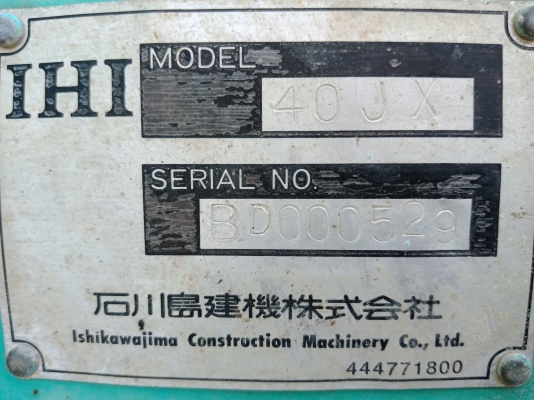 IHI
MODEL
40JX
SERIAL NO.
BD000529
石川島建機株式会社
Ishikawajima Construction Machinery Co., Ltd.
444771800